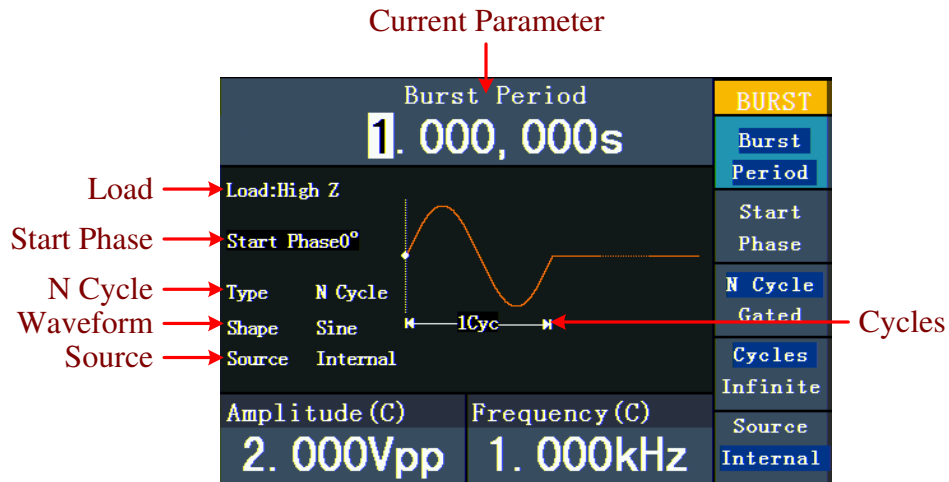 Current Parameter
Burst Period
1.000,000s
Load
Load:High Z
Start Phase
Start Phase0°
N Cycle
Type N Cycle
Waveform
Shape Sine
Source
Source Internal
1Cyc
Cycles
Amplitude(C)
2.000Vpp
Frequency(C)
1.000kHz
BURST
Burst
Period
Start
Phase
N Cycle
Gated
Cycles
Infinite
Source
Internal